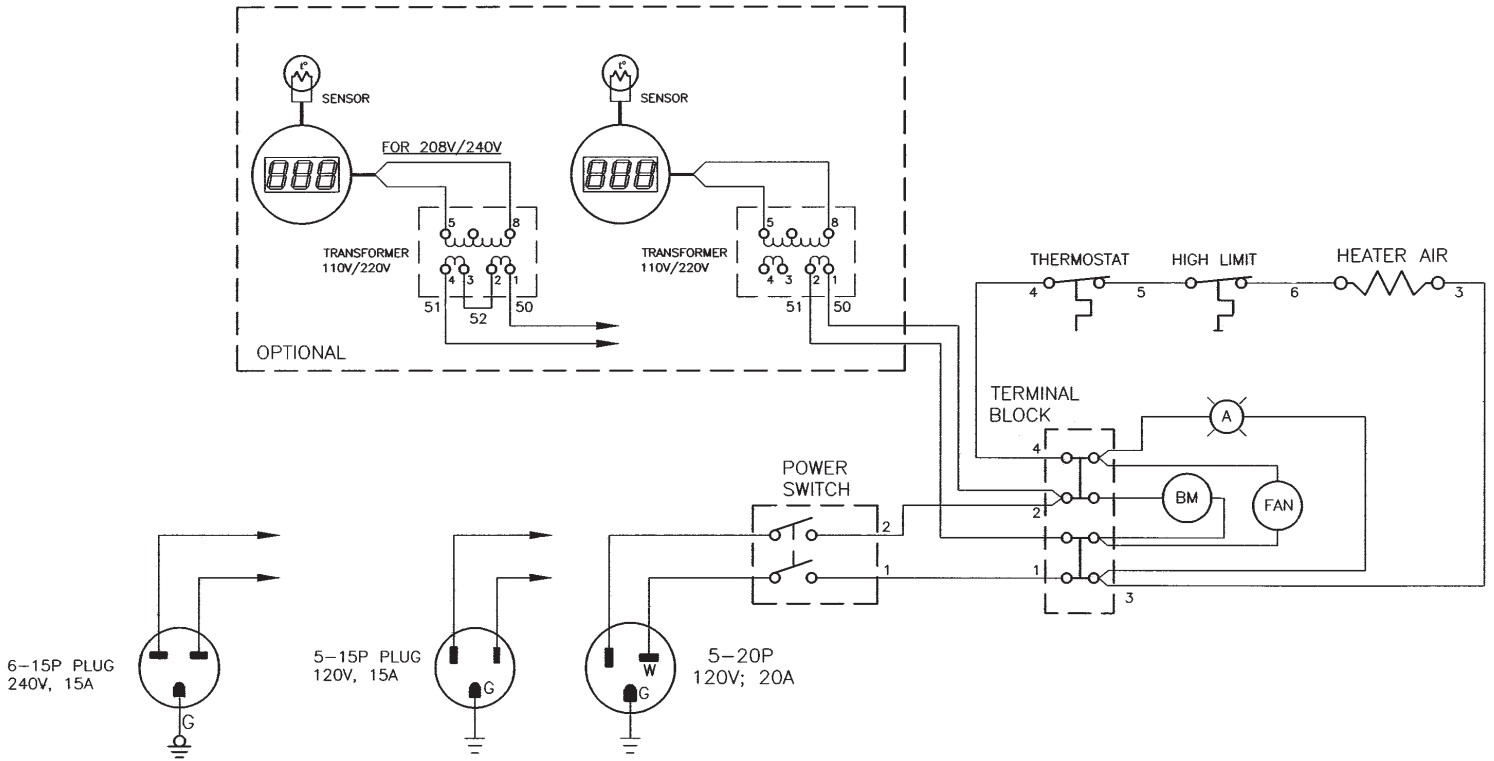 t°
SENSOR
t°
SENSOR
FOR 208V/240V
888
888
5 8
5 8
TRANSFORMER
110V/220V
TRANSFORMER
110V/220V
4 3 2 1
4 3 2 1
51 52 50
51 50
OPTIONAL
THERMOSTAT
HIGH LIMIT
HEATER AIR
4 5 6 3
TERMINAL
BLOCK
A
4
POWER
SWITCH
BM
FAN
2
2
1
1
3
6-15P PLUG
240V, 15A
G
5-15P PLUG
120V, 15A
G
W
G
5-20P
120V; 20A